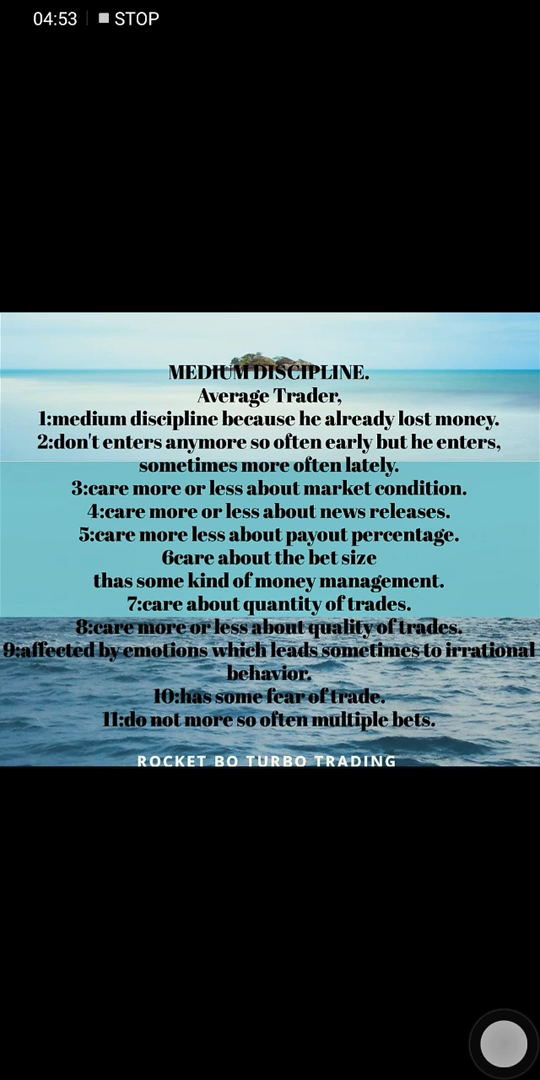 04:53 STOP
MEDIUM DISCIPLINE.
Average Trader,
1:medium discipline because he already lost money.
2:don't enters anymore so often early but he enters,
sometimes more often lately.
3:care more or less about market condition.
4:care more or less about news releases.
5:care more less about payout percentage.
6care about the bet size
thas some kind of money management.
7:care about quantity of trades.
8:care more or less about quality of trades.
9:affected by emotions which leads sometimes to irrational
behavior.
10:has some fear of trade.
11:do not more so often multiple bets.
ROCKET BO TURBO TRADING